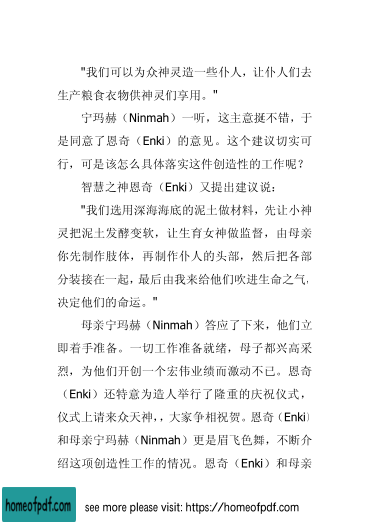 "我们可以为众神灵造一些仆人，让仆人们去
生产粮食衣物供神灵们享用。"
宁玛赫（Ninmah）一听，这主意挺不错，于
是同意了恩奇（Enki）的意见。这个建议切实可
行，可是该怎么具体落实这件创造性的工作呢？
智慧之神恩奇（Enki）又提出建议说：
"我们选用深海海底的泥土做材料，先让小神
灵把泥土发酵变软，让生育女神做监督，由母亲
你先制作肢体，再制作仆人的头部，然后把各部
分装接在一起，最后由我来给他们吹进生命之气，
决定他们的命运。"
母亲宁玛赫（Ninmah）答应了下来，他们立
即着手准备。一切工作准备就绪，母子都兴高采
烈，为他们开创一个宏伟业绩而激动不已。恩奇
（Enki）还特意为造人举行了隆重的庆祝仪式，
仪式上请来众天神，，大家争相祝贺。恩奇（Enki）
和母亲宁玛赫（Ninmah）更是眉飞色舞，不断介
绍这项创造性工作的情况。恩奇（Enki）和母亲
homeofpdf.com
see more please visit: https://homeofpdf.com